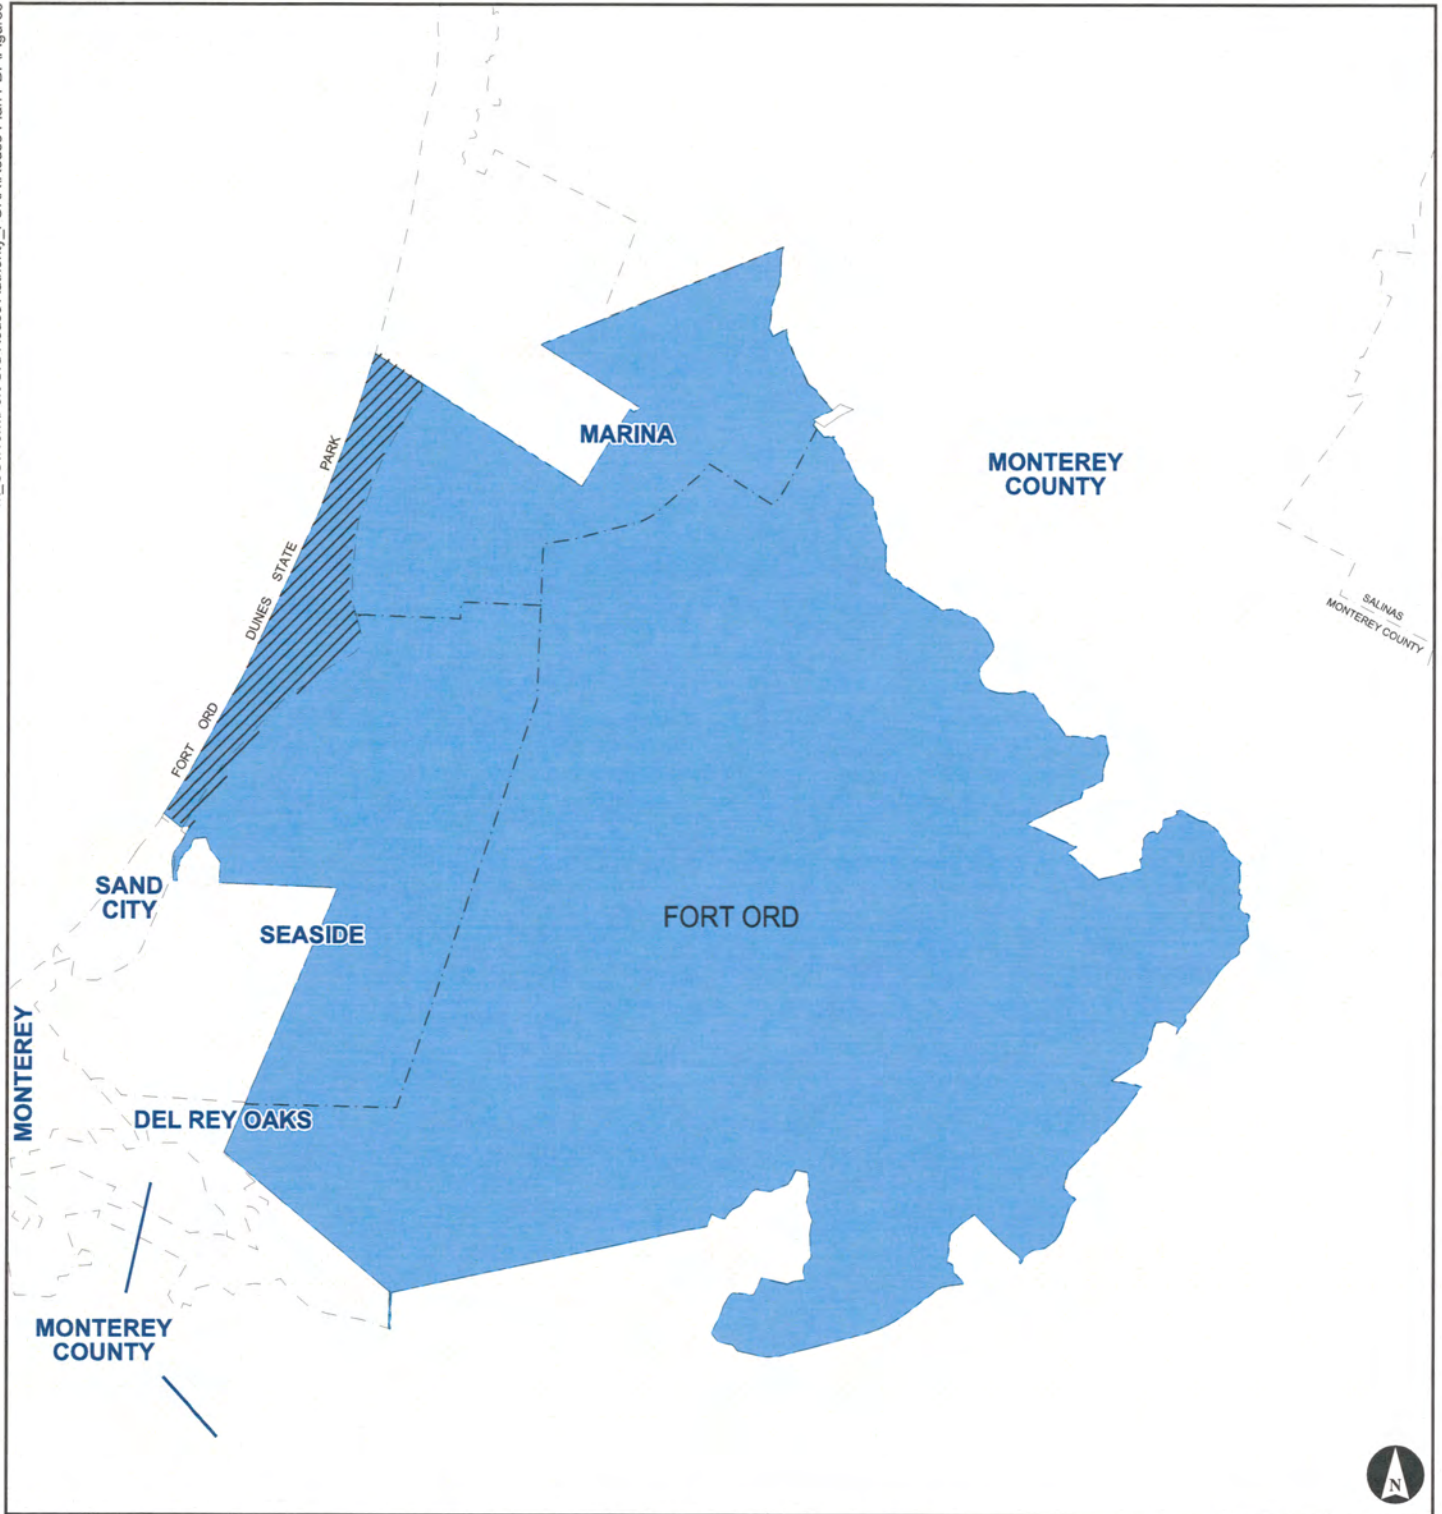 MARINA
MONTEREY
COUNTY
FORT ORD DUNES STATE PARK
SALINAS
MONTEREY COUNTY
SAND
CITY
SEASIDE
FORT ORD
MONTEREY
DEL REY OAKS
MONTEREY
COUNTY
N